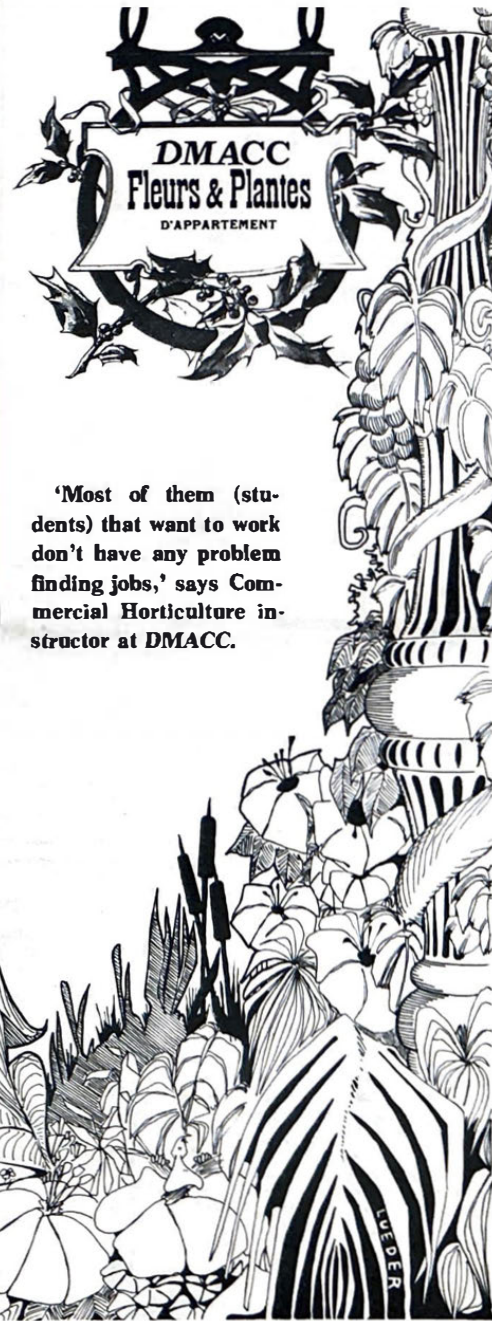 DMACC
Fleurs & Plantes
D'APPARTEMENT
'Most of them (stu-
dents) that want to work
don't have any problem
finding jobs,' says Com-
mercial Horticulture in-
structor at DMACC.
LUEDER